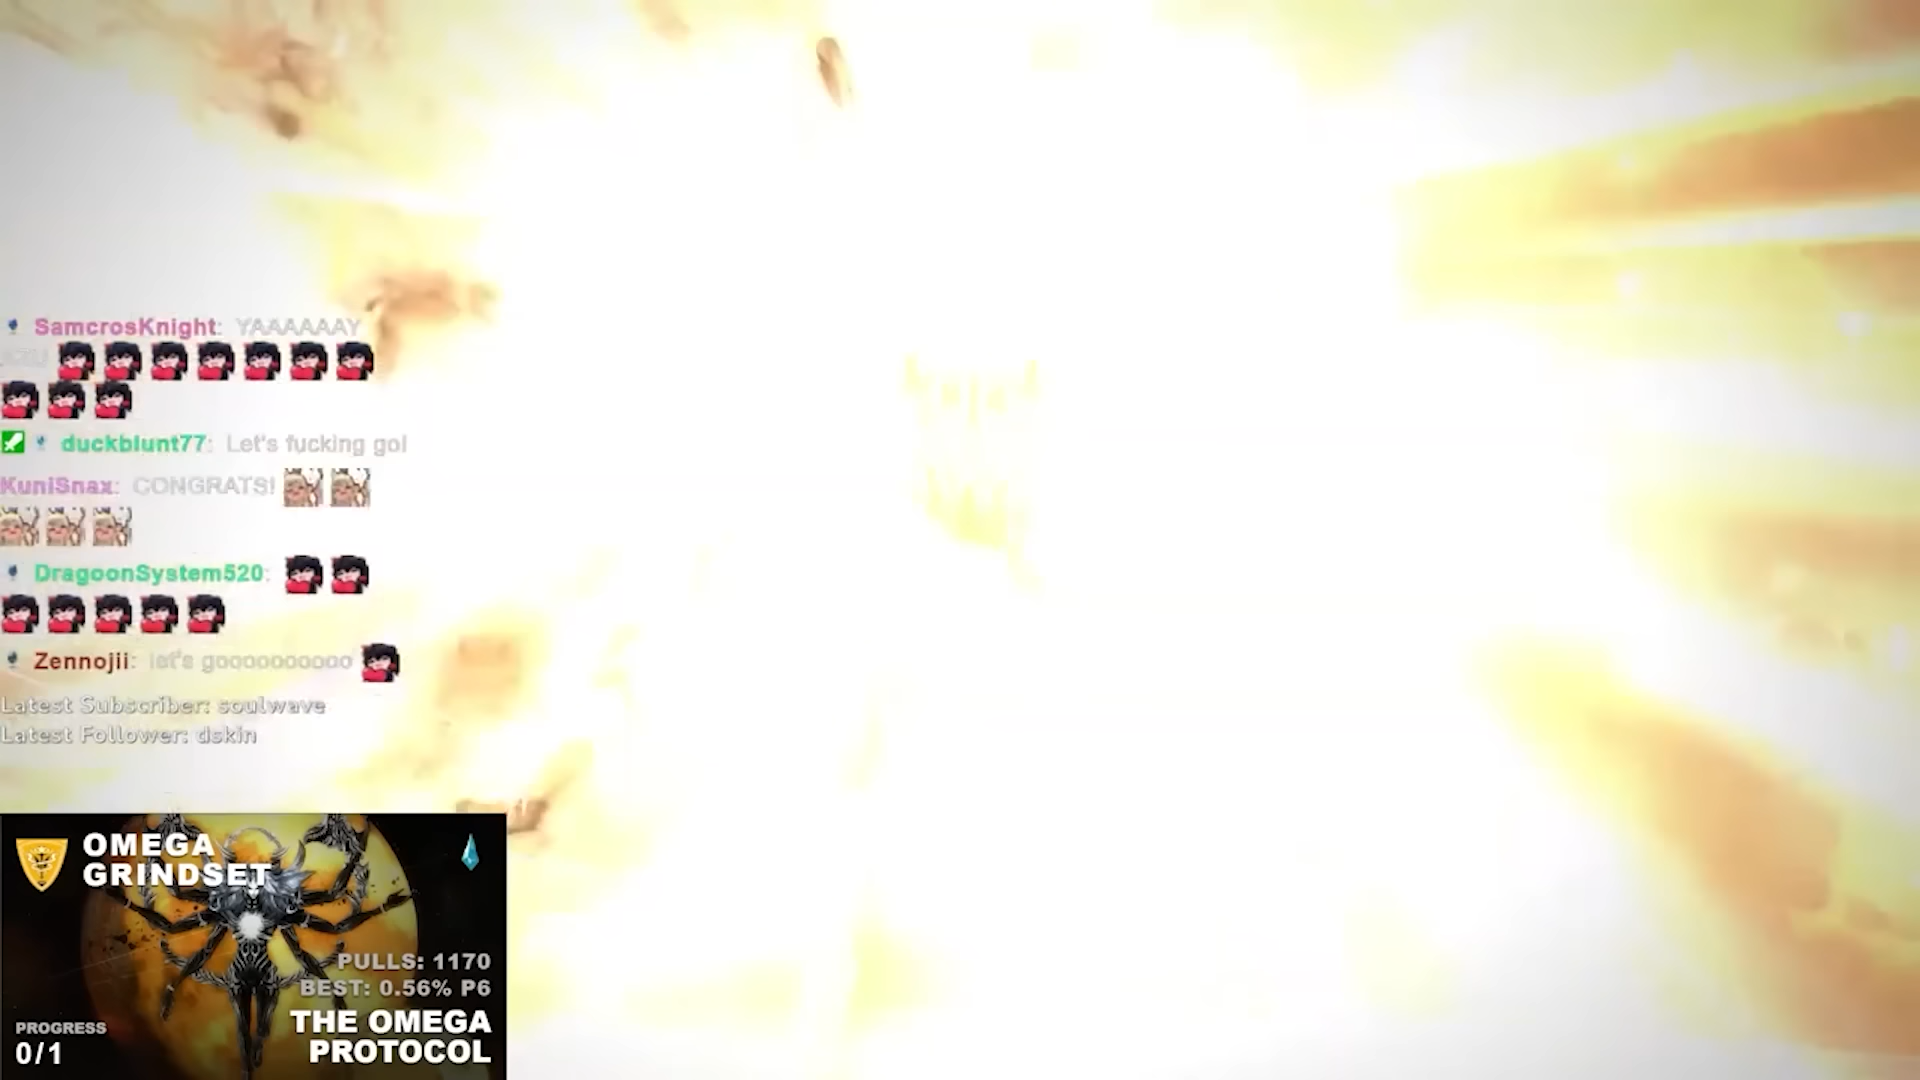 SamcrosKnight: YAAAAAAY
duckblunt77: Let's fucking go!
KuniSnax: CONGRATS!
DragoonSystem520:
Zennojii: let's goooooooooo
Latest Subscriber: soulwave
Latest Follower: dskin
OMEGA
GRINDSET
PULLS: 1170
BEST: 0.56% P6
THE OMEGA
PROTOCOL
PROGRESS
0/1